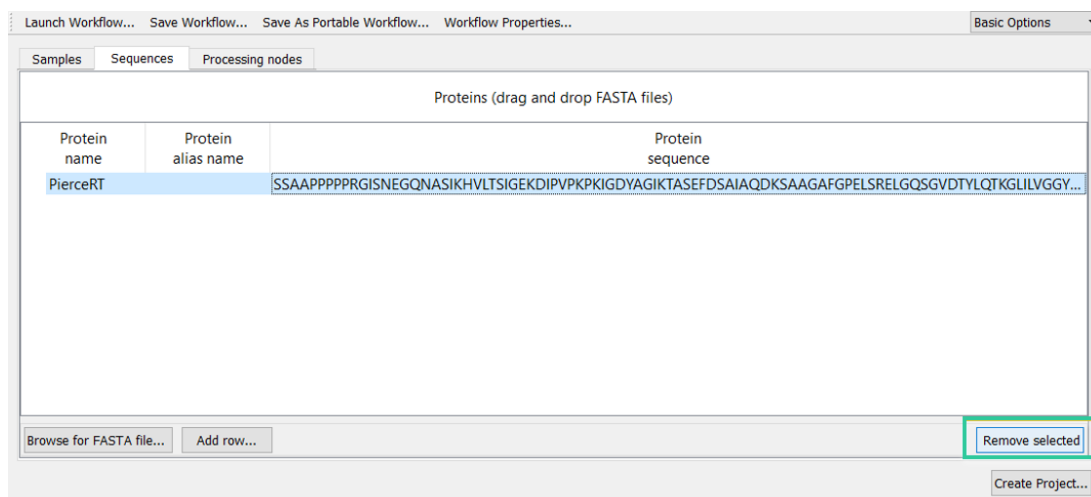 Launch Workflow... Save Workflow... Save As Portable Workflow... Workflow Properties... Basic Options
Samples Sequences Processing nodes
Proteins (drag and drop FASTA files)
Protein name Protein alias name Protein sequence
PierceRT SSAAPPPPPRGISNEGQNASIKHVLTSIGEKDIPVPKPKIGDYAGIKTASEFDSAIAQDKSAAGAFGPELSRELGQSGVDTYLQTKGLILVGGY...
Browse for FASTA file... Add row... Remove selected
Create Project...